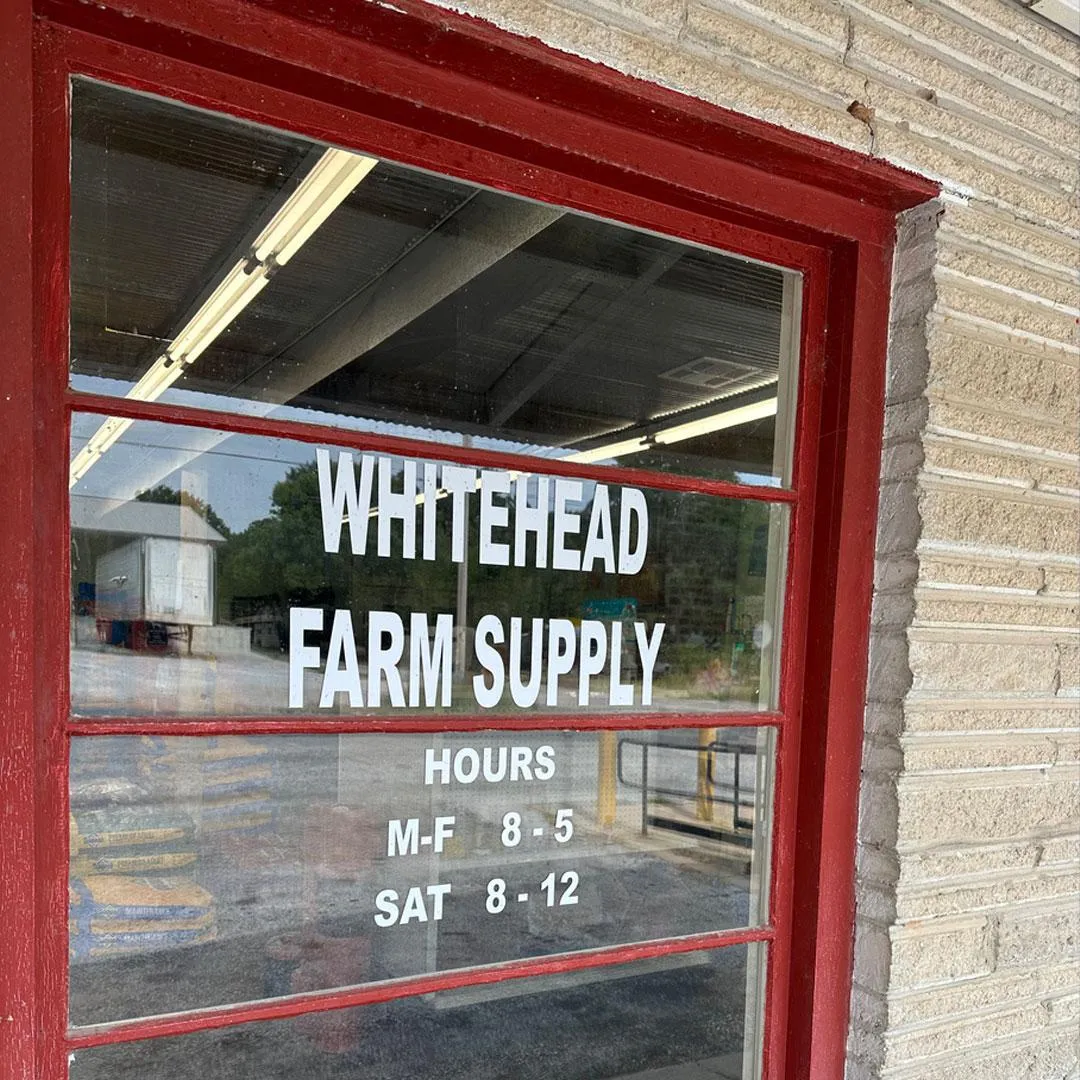 WHITEHEAD
FARM SUPPLY
HOURS
M-F 8 - 5
SAT 8 - 12